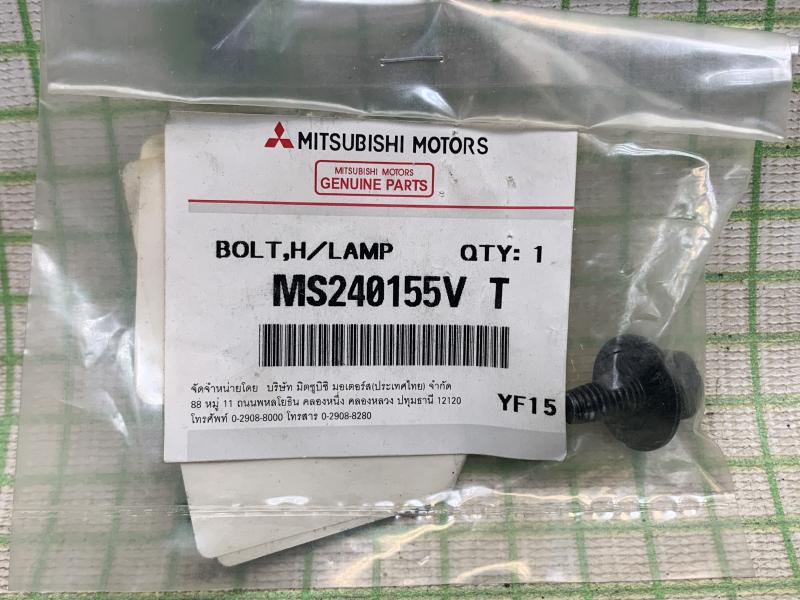 MITSUBISHI MOTORS
MITSUBISHI MOTORS
GENUINE PARTS
BOLT,H/LAMP QTY: 1
MS240155V T
จัดจำหน่ายโดย บริษัท มิตซูบิชิ มอเตอร์ส(ประเทศไทย) จำกัด
88 หมู่ 11 ถนนพหลโยธิน คลองหนึ่ง คลองหลวง ปทุมธานี 12120
โทรศัพท์ 0-2908-8000 โทรสาร 0-2908-8280
YF15